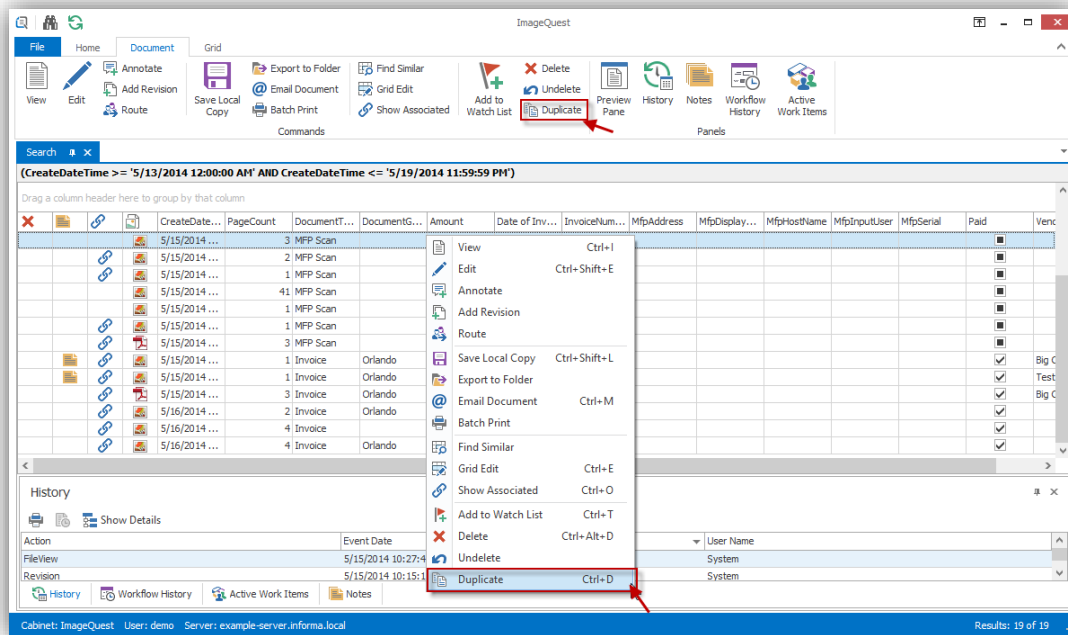 ImageQuest
File Home Document Grid
View
Edit
Annotate
Add Revision
Route
Save Local Copy
Export to Folder
Email Document
Batch Print
Find Similar
Grid Edit
Show Associated
Commands
Add to Watch List
Delete
Undelete
Duplicate
Preview Pane
History
Notes
Workflow History
Active Work Items
Panels
Search
(CreateDateTime >= '5/13/2014 12:00:00 AM' AND CreateDateTime <= '5/19/2014 11:59:59 PM')
Drag a column header here to group by that column
CreateDate... PageCount DocumentT... DocumentG... Amount Date of Inv... InvoiceNum... MfpAddress MfpDisplay... MfpHostName MfpInputUser MfpSerial Paid Venc
5/15/2014 ... 3 MFP Scan
5/15/2014 ... 2 MFP Scan
5/15/2014 ... 1 MFP Scan
5/15/2014 ... 41 MFP Scan
5/15/2014 ... 1 MFP Scan
5/15/2014 ... 1 MFP Scan
5/15/2014 ... 3 MFP Scan
5/15/2014 ... 1 Invoice Orlando Big C
5/15/2014 ... 1 Invoice Orlando Test
5/15/2014 ... 3 Invoice Orlando Big C
5/16/2014 ... 2 Invoice Orlando
5/16/2014 ... 4 Invoice
5/16/2014 ... 4 Invoice Orlando
View Ctrl+I
Edit Ctrl+Shift+E
Annotate
Add Revision
Route
Save Local Copy Ctrl+Shift+L
Export to Folder
Email Document Ctrl+M
Batch Print
Find Similar
Grid Edit Ctrl+E
Show Associated Ctrl+O
Add to Watch List Ctrl+T
Delete Ctrl+Alt+D
Undelete
Duplicate Ctrl+D
History
Show Details
Action Event Date User Name
FileView 5/15/2014 10:27:4 System
Revision 5/15/2014 10:15:1 System
History Workflow History Active Work Items Notes
Cabinet: ImageQuest User: demo Server: example-server.informa.local Results: 19 of 19